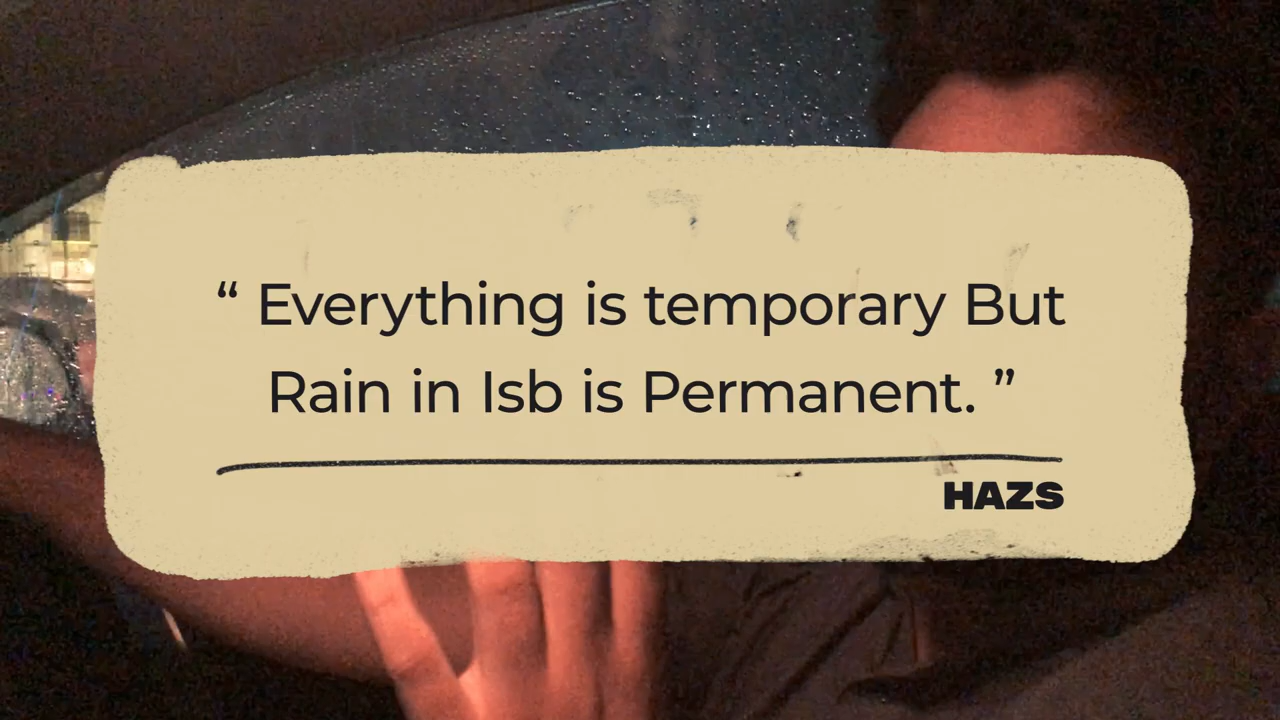 “ Everything is temporary But
Rain in Isb is Permanent. ”
HAZS